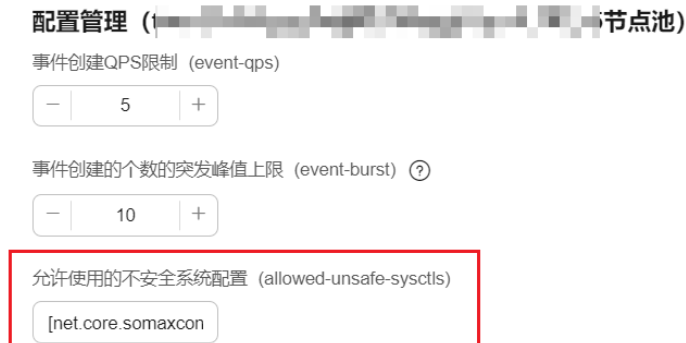 配置管理（
节点池）
事件创建QPS限制（event-qps）
− 5 +
事件创建的个数的突发峰值上限（event-burst） ?
− 10 +
允许使用的不安全系统配置（allowed-unsafe-sysctls）
[net.core.somaxcon